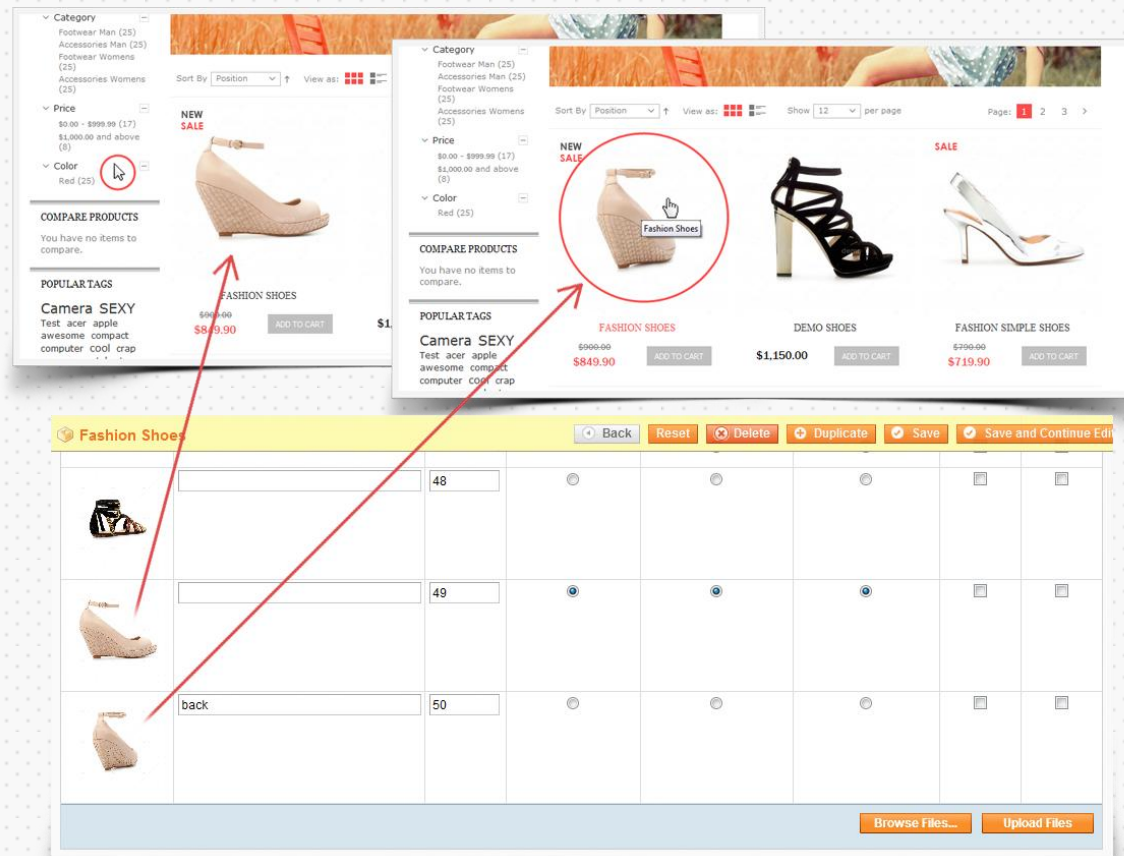 Category
Footwear Man (25)
Accessories Man (25)
Footwear Womens
(25)
Accessories Womens
(25)
Price
$0.00 - $999.99 (17)
$1,000.00 and above
(8)
Color
Red (25)
COMPARE PRODUCTS
You have no items to
compare.
POPULAR TAGS
Camera SEXY
Test acer apple
awesome compact
computer cool crap
Sort By Position View as:
NEW
SALE
FASHION SHOES
$900.00
$849.90 ADD TO CART $1,
Category
Footwear Man (25)
Accessories Man (25)
Footwear Womens
(25)
Accessories Womens
(25)
Price
$0.00 - $999.99 (17)
$1,000.00 and above
(8)
Color
Red (25)
COMPARE PRODUCTS
You have no items to
compare.
POPULAR TAGS
Camera SEXY
Test acer apple
awesome compact
computer cool crap
Sort By Position View as: Show 12 per page Page: 1 2 3 >
NEW
SALE
SALE
Fashion Shoes
FASHION SHOES DEMO SHOES FASHION SIMPLE SHOES
$900.00 $790.00
$849.90 ADD TO CART $1,150.00 ADD TO CART $719.90 ADD TO CART
Fashion Shoes Back Reset Delete Duplicate Save Save and Continue Edi
48
49
back 50
Browse Files... Upload Files